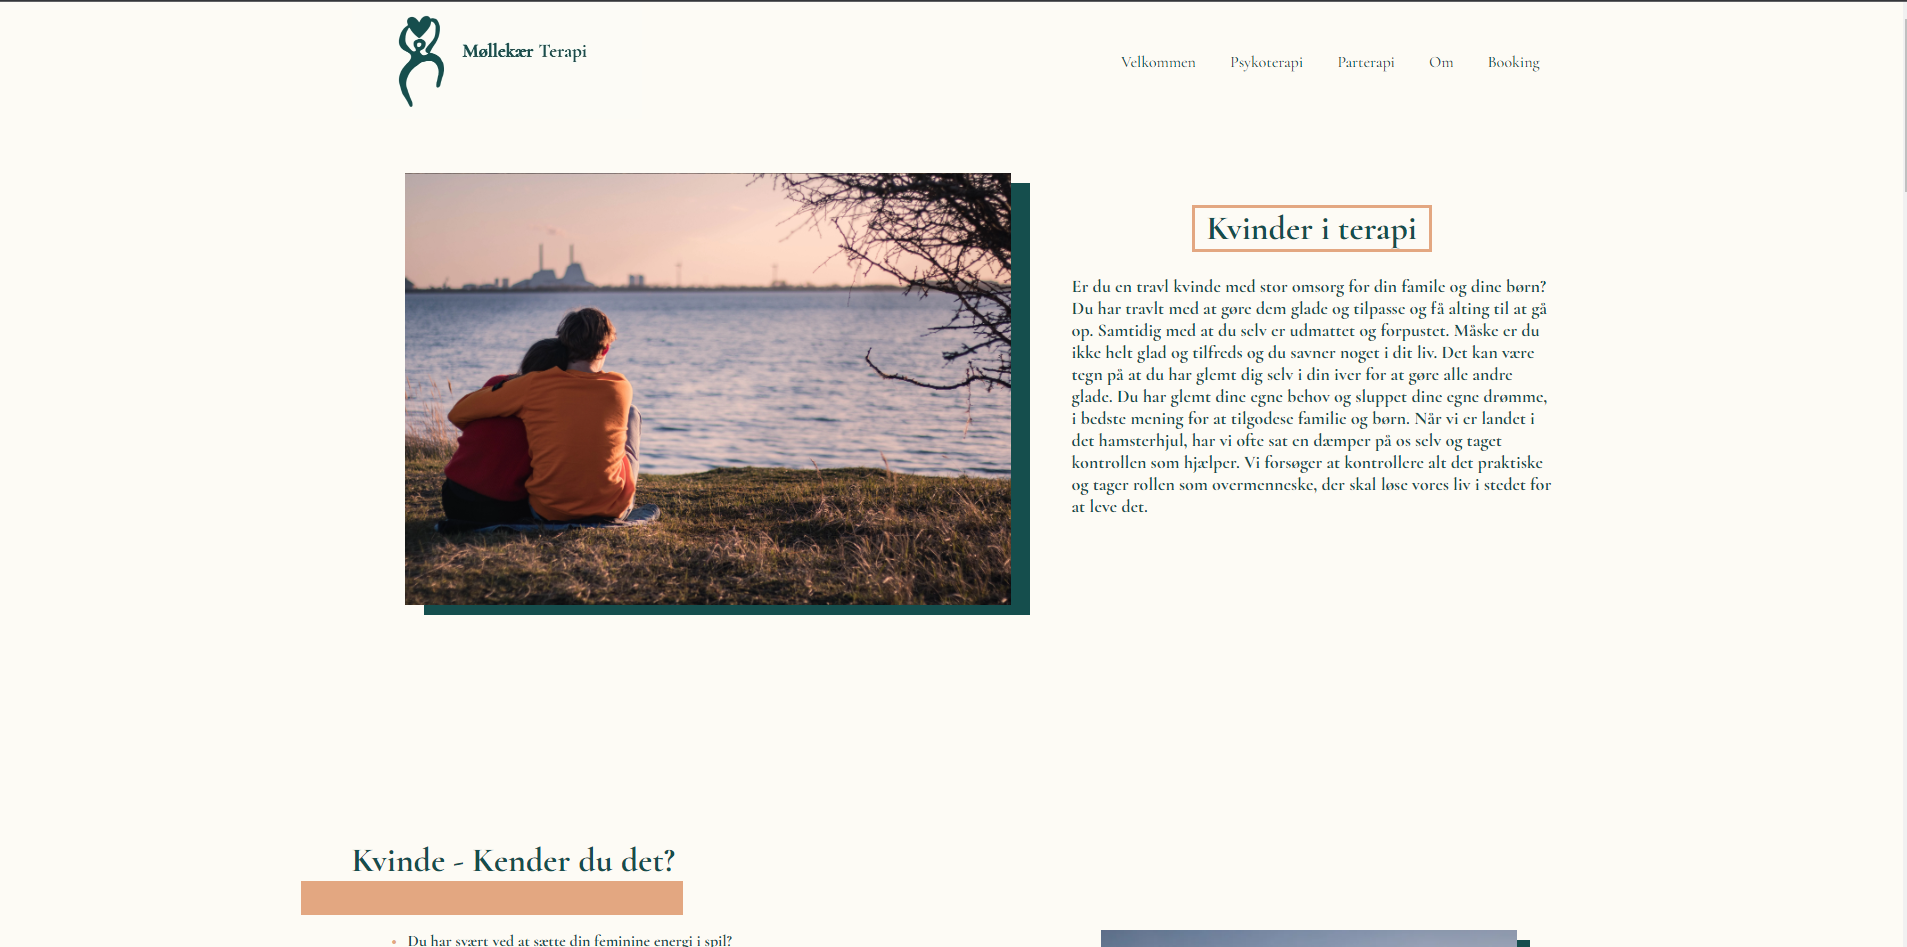 Møllekær Terapi
Velkommen Psykoterapi Parterapi Om Booking
Kvinder i terapi
Er du en travl kvinde med stor omsorg for din famile og dine børn?
Du har travlt med at gøre dem glade og tilpasse og få alting til at gå
op. Samtidig med at du selv er udmattet og forpustet. Måske er du
ikke helt glad og tilfreds og du savner noget i dit liv. Det kan være
tegn på at du har glemt dig selv i din iver for at gøre alle andre
glade. Du har glemt dine egne behov og sluppet dine egne drømme,
i bedste mening for at tilgodese familie og børn. Når vi er landet i
det hamsterhjul, har vi ofte sat en dæmper på os selv og taget
kontrollen som hjælper. Vi forsøger at kontrollere alt det praktiske
og tager rollen som overmenneske, der skal løse vores liv i stedet for
at leve det.
Kvinde - Kender du det?
• Du har svært ved at sætte din feminine energi i spil?